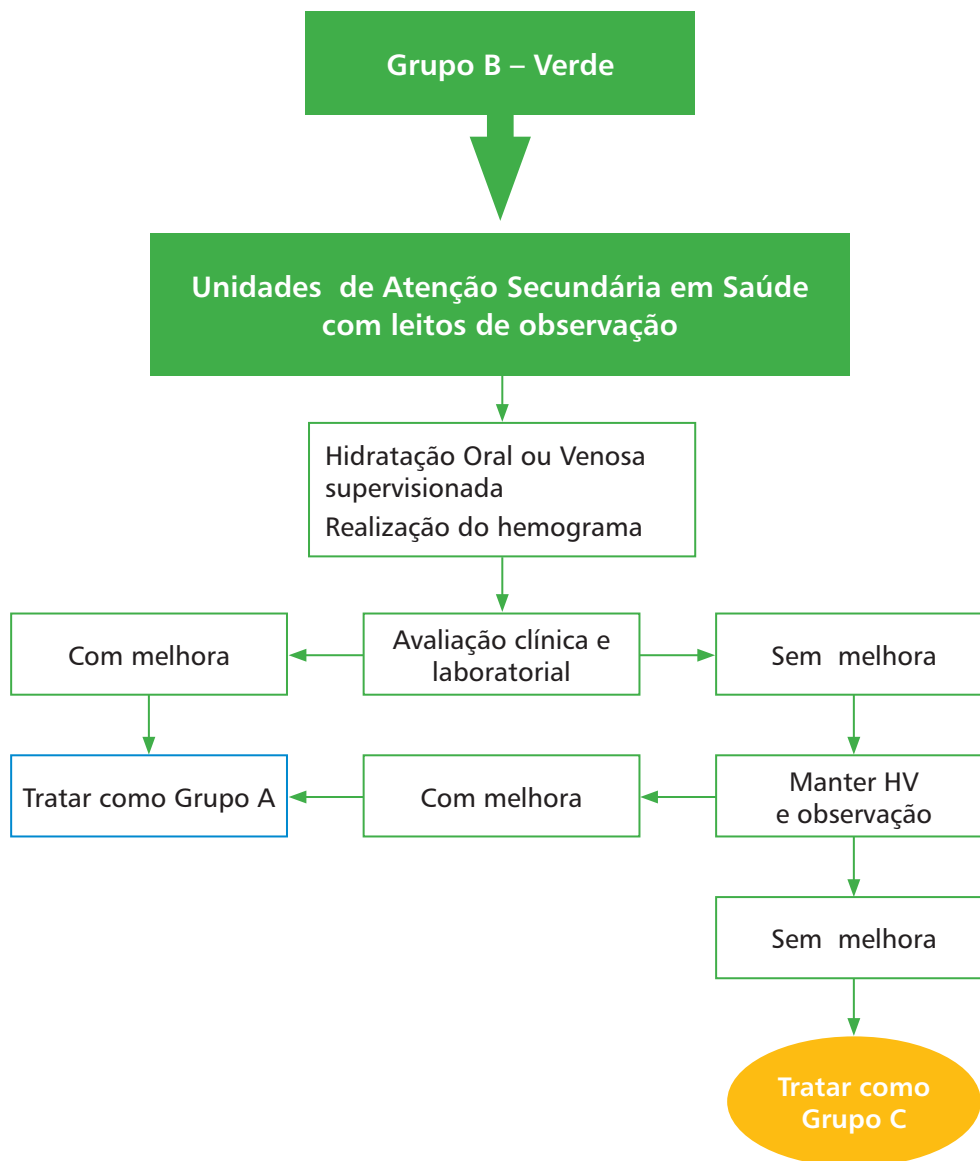 Grupo B – Verde
Unidades de Atenção Secundária em Saúde
com leitos de observação
Hidratação Oral ou Venosa
supervisionada
Realização do hemograma
Com melhora
Avaliação clínica e
laboratorial
Sem melhora
Tratar como Grupo A
Com melhora
Manter HV
e observação
Sem melhora
Tratar como
Grupo C